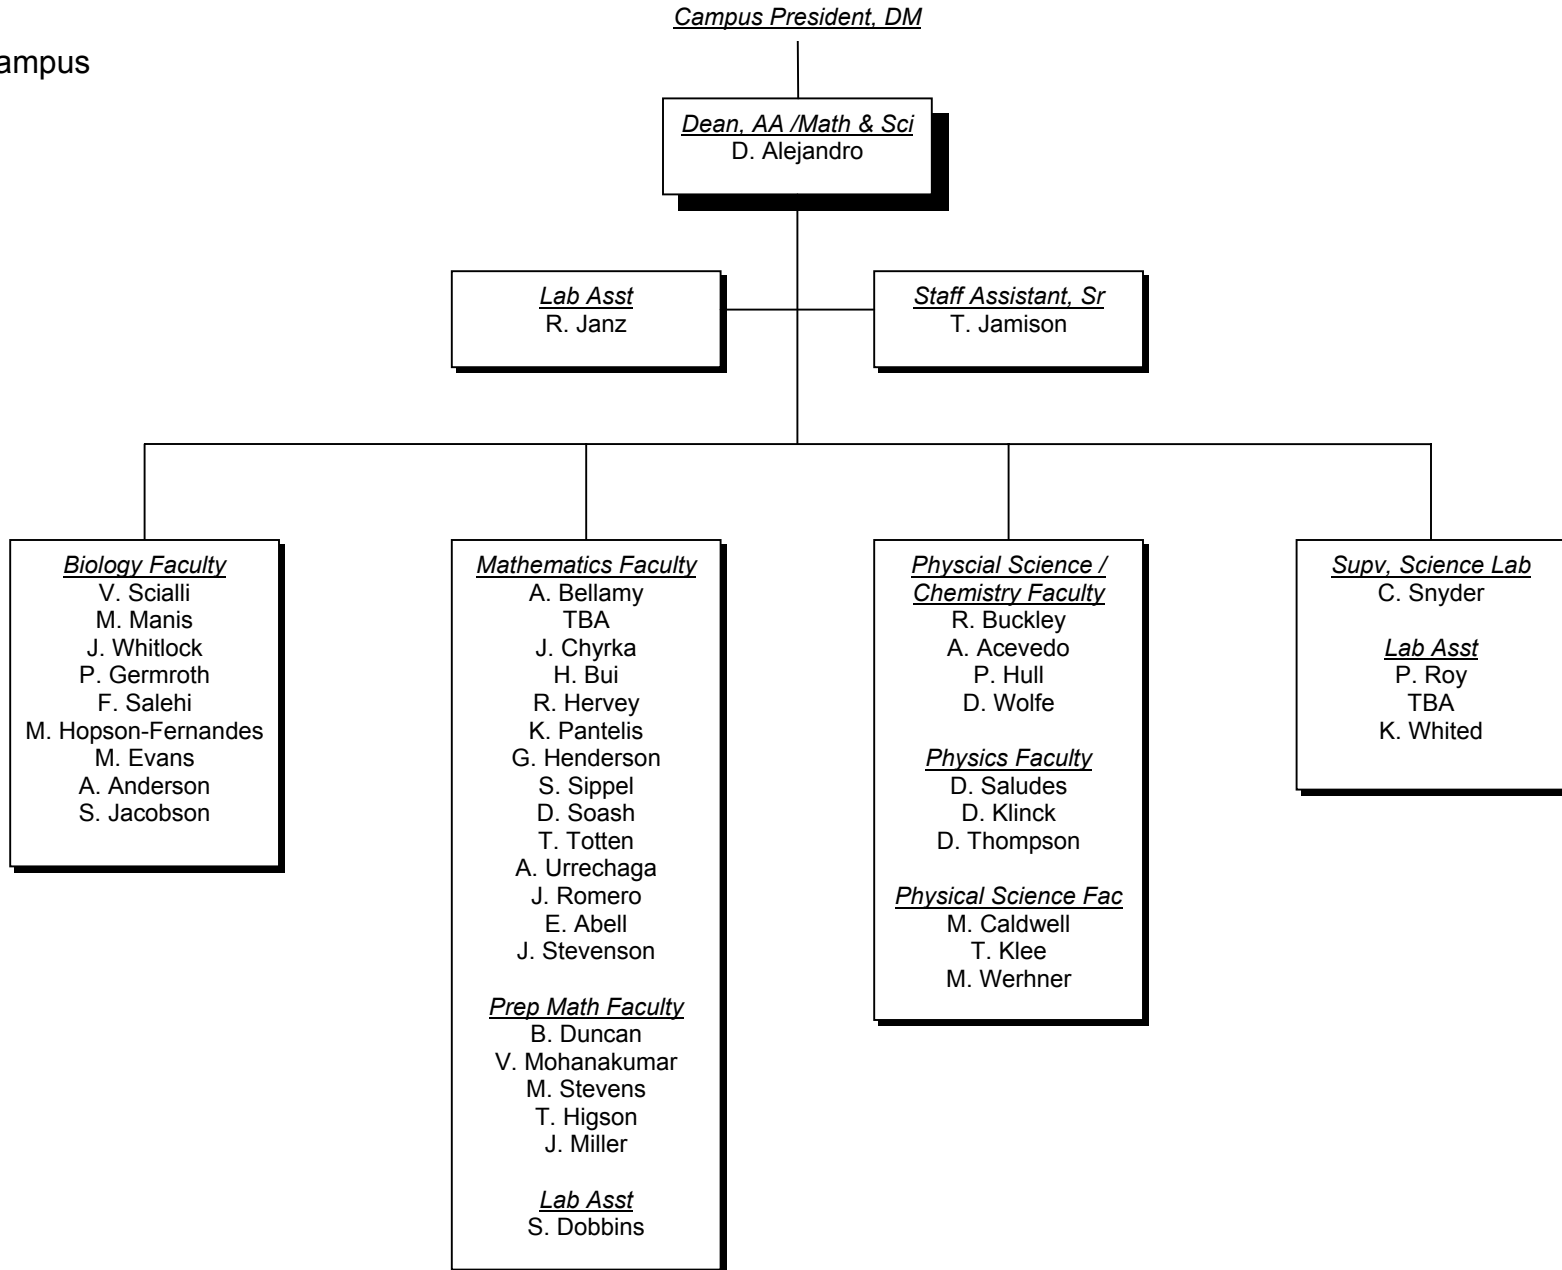 Campus President, DM
ampus
Dean, AA /Math & Sci
D. Alejandro
Lab Asst
R. Janz
Staff Assistant, Sr
T. Jamison
Biology Faculty
V. Scialli
M. Manis
J. Whitlock
P. Germroth
F. Salehi
M. Hopson-Fernandes
M. Evans
A. Anderson
S. Jacobson
Mathematics Faculty
A. Bellamy
TBA
J. Chyrka
H. Bui
R. Hervey
K. Pantelis
G. Henderson
S. Sippel
D. Soash
T. Totten
A. Urrechaga
J. Romero
E. Abell
J. Stevenson
Prep Math Faculty
B. Duncan
V. Mohanakumar
M. Stevens
T. Higson
J. Miller
Lab Asst
S. Dobbins
Physcial Science /
Chemistry Faculty
R. Buckley
A. Acevedo
P. Hull
D. Wolfe
Physics Faculty
D. Saludes
D. Klinck
D. Thompson
Physical Science Fac
M. Caldwell
T. Klee
M. Werhner
Supv, Science Lab
C. Snyder
Lab Asst
P. Roy
TBA
K. Whited